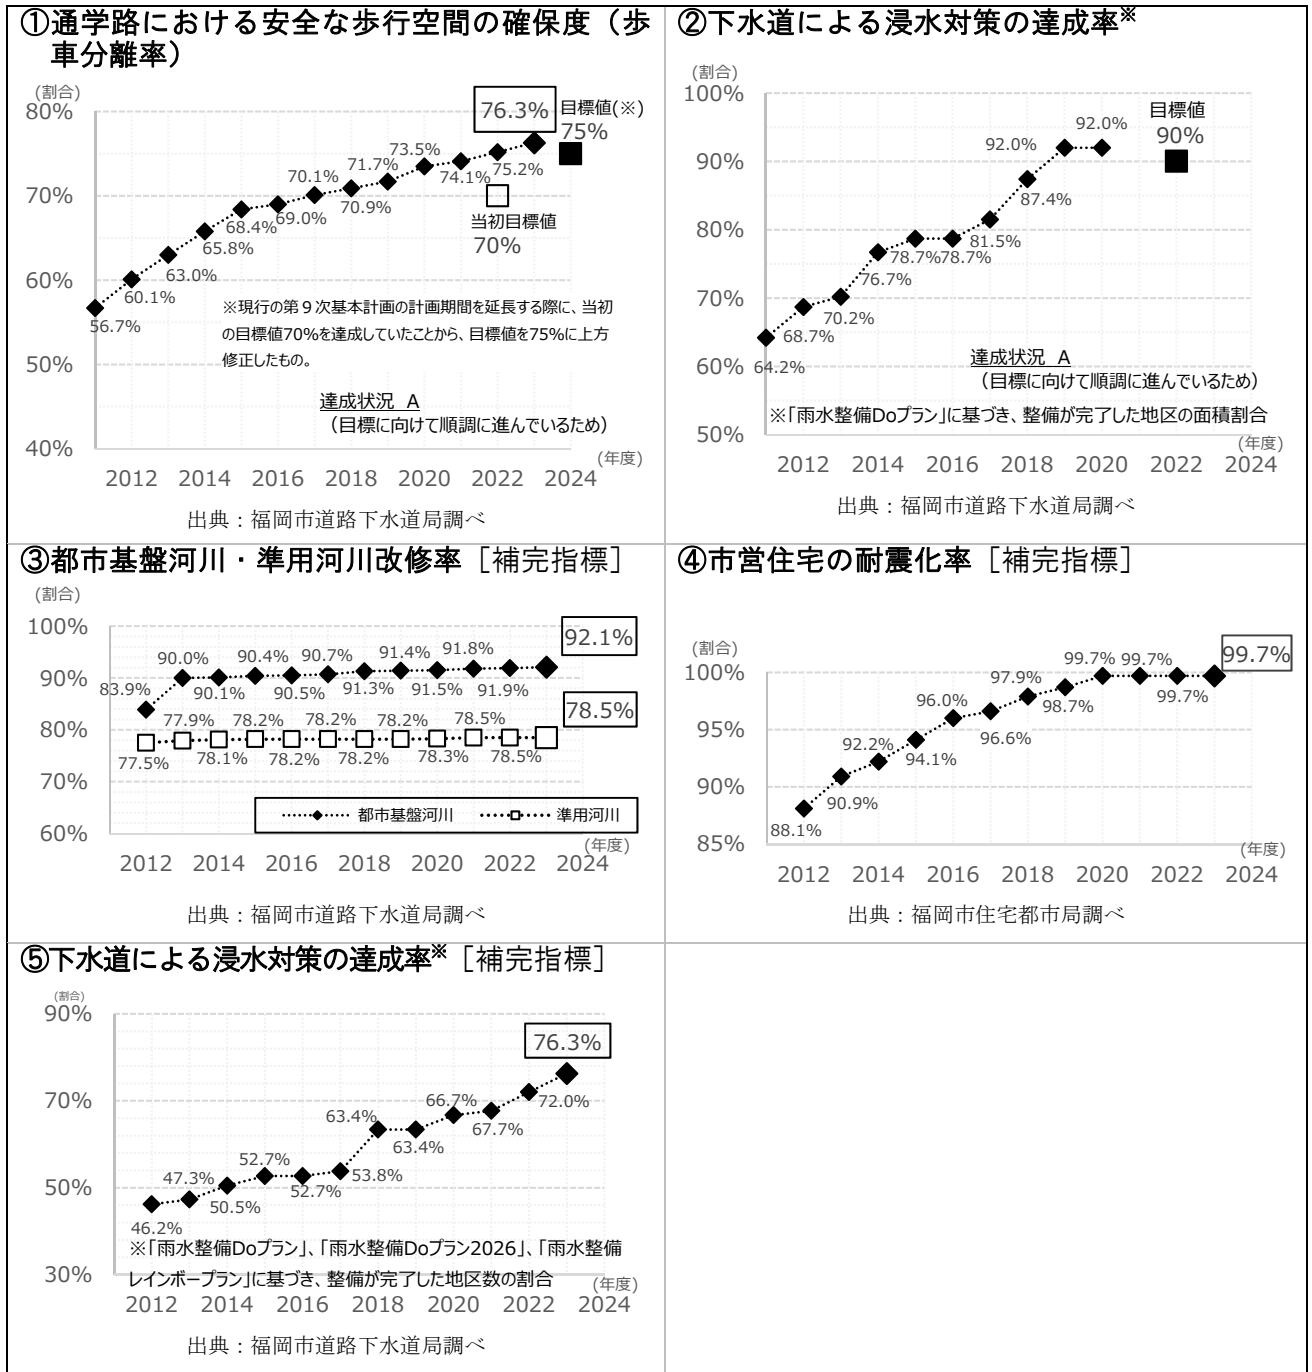 ①通学路における安全な歩行空間の確保度（歩
車分離率）
(割合)
80%
70%
60%
50%
40%
76.3%
目標値(※)
75%
56.7%
60.1%
63.0%
65.8%
68.4%
69.0%
70.1%
70.9%
71.7%
73.5%
74.1%
75.2%
当初目標値
70%
※現行の第９次基本計画の計画期間を延長する際に、当初
の目標値70%を達成していたことから、目標値を75%に上方
修正したもの。
達成状況 A
（目標に向けて順調に進んでいるため）
(年度)
2012 2014 2016 2018 2020 2022 2024
出典：福岡市道路下水道局調べ
②下水道による浸水対策の達成率※
(割合)
100%
90%
80%
70%
60%
50%
64.2%
68.7%
70.2%
76.7%
78.7%
78.7%
81.5%
87.4%
92.0%
92.0%
目標値
90%
達成状況 A
（目標に向けて順調に進んでいるため）
※「雨水整備Doプラン」に基づき、整備が完了した地区の面積割合
(年度)
2012 2014 2016 2018 2020 2022 2024
出典：福岡市道路下水道局調べ
③都市基盤河川・準用河川改修率［補完指標］
(割合)
100%
90%
80%
70%
60%
83.9%
90.0%
90.1%
90.4%
90.5%
90.7%
91.3%
91.4%
91.5%
91.8%
91.9%
92.1%
77.5%
77.9%
78.1%
78.2%
78.2%
78.2%
78.2%
78.2%
78.3%
78.5%
78.5%
78.5%
都市基盤河川 準用河川
(年度)
2012 2014 2016 2018 2020 2022 2024
出典：福岡市道路下水道局調べ
④市営住宅の耐震化率［補完指標］
(割合)
100%
95%
90%
85%
88.1%
90.9%
92.2%
94.1%
96.0%
96.6%
97.9%
98.7%
99.7%
99.7%
99.7%
99.7%
(年度)
2012 2014 2016 2018 2020 2022 2024
出典：福岡市住宅都市局調べ
⑤下水道による浸水対策の達成率※［補完指標］
(割合)
90%
70%
50%
30%
46.2%
47.3%
50.5%
52.7%
52.7%
53.8%
63.4%
63.4%
66.7%
67.7%
72.0%
76.3%
※「雨水整備Doプラン」、「雨水整備Doプラン2026」、「雨水整備
レインボープラン」に基づき、整備が完了した地区数の割合
(年度)
2012 2014 2016 2018 2020 2022 2024
出典：福岡市道路下水道局調べ